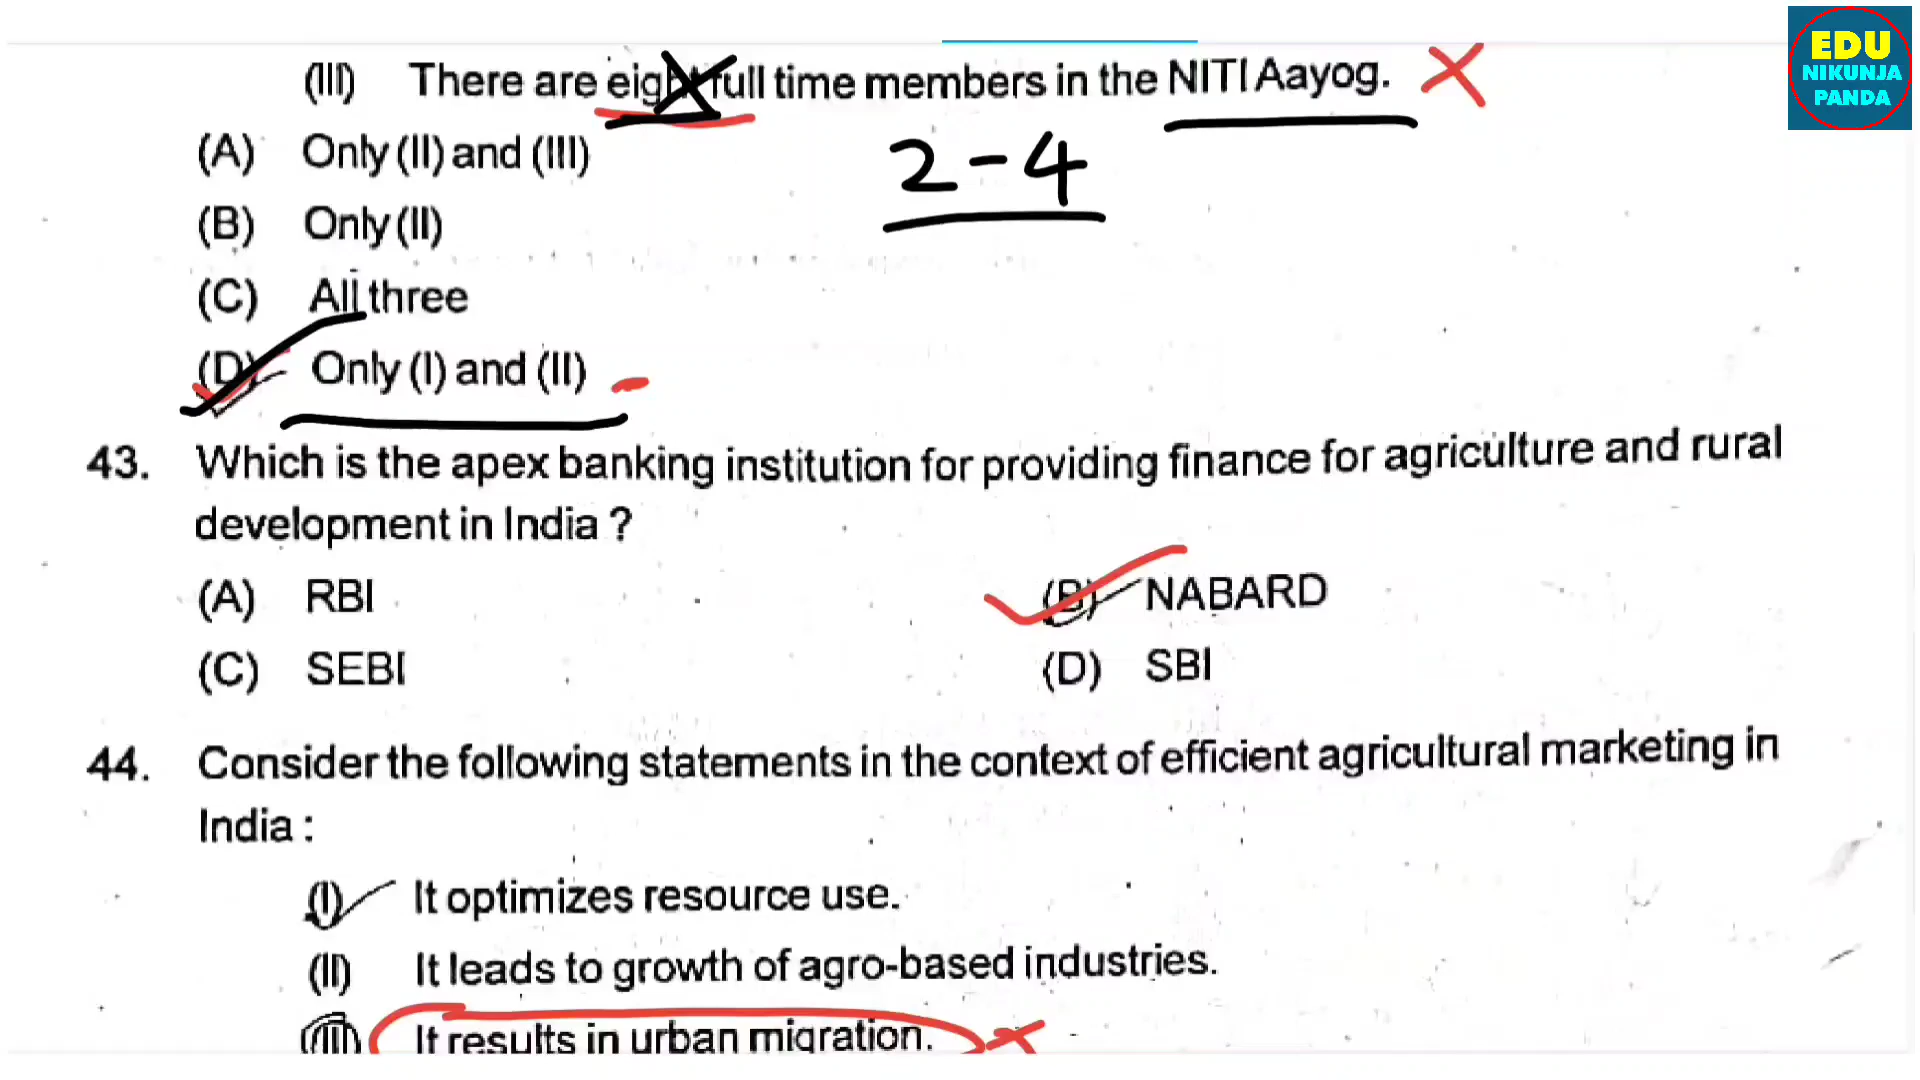 EDU
NIKUNJA
PANDA
(III) There are eight full time members in the NITI Aayog.
2-4
(A) Only (II) and (III)
(B) Only (II)
(C) All three
(D) Only (I) and (II)
43. Which is the apex banking institution for providing finance for agriculture and rural
development in India ?
(A) RBI (B) NABARD
(C) SEBI (D) SBI
44. Consider the following statements in the context of efficient agricultural marketing in
India :
(I) It optimizes resource use.
(II) It leads to growth of agro-based industries.
(III) It results in urban migration.